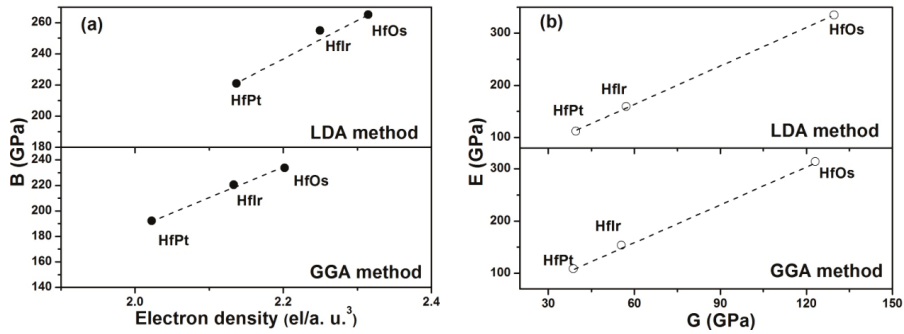 (a)
260
240
220
200
180
B (GPa)
HfOs
HfIr
HfPt
LDA method
240
220
200
180
160
140
HfOs
HfIr
HfPt
GGA method
2.0
2.2
2.4
Electron density (el/a. u.³)
(b)
300
200
100
E (GPa)
HfOs
HfIr
HfPt
LDA method
300
200
100
HfOs
HfIr
HfPt
GGA method
30
60
90
120
150
G (GPa)